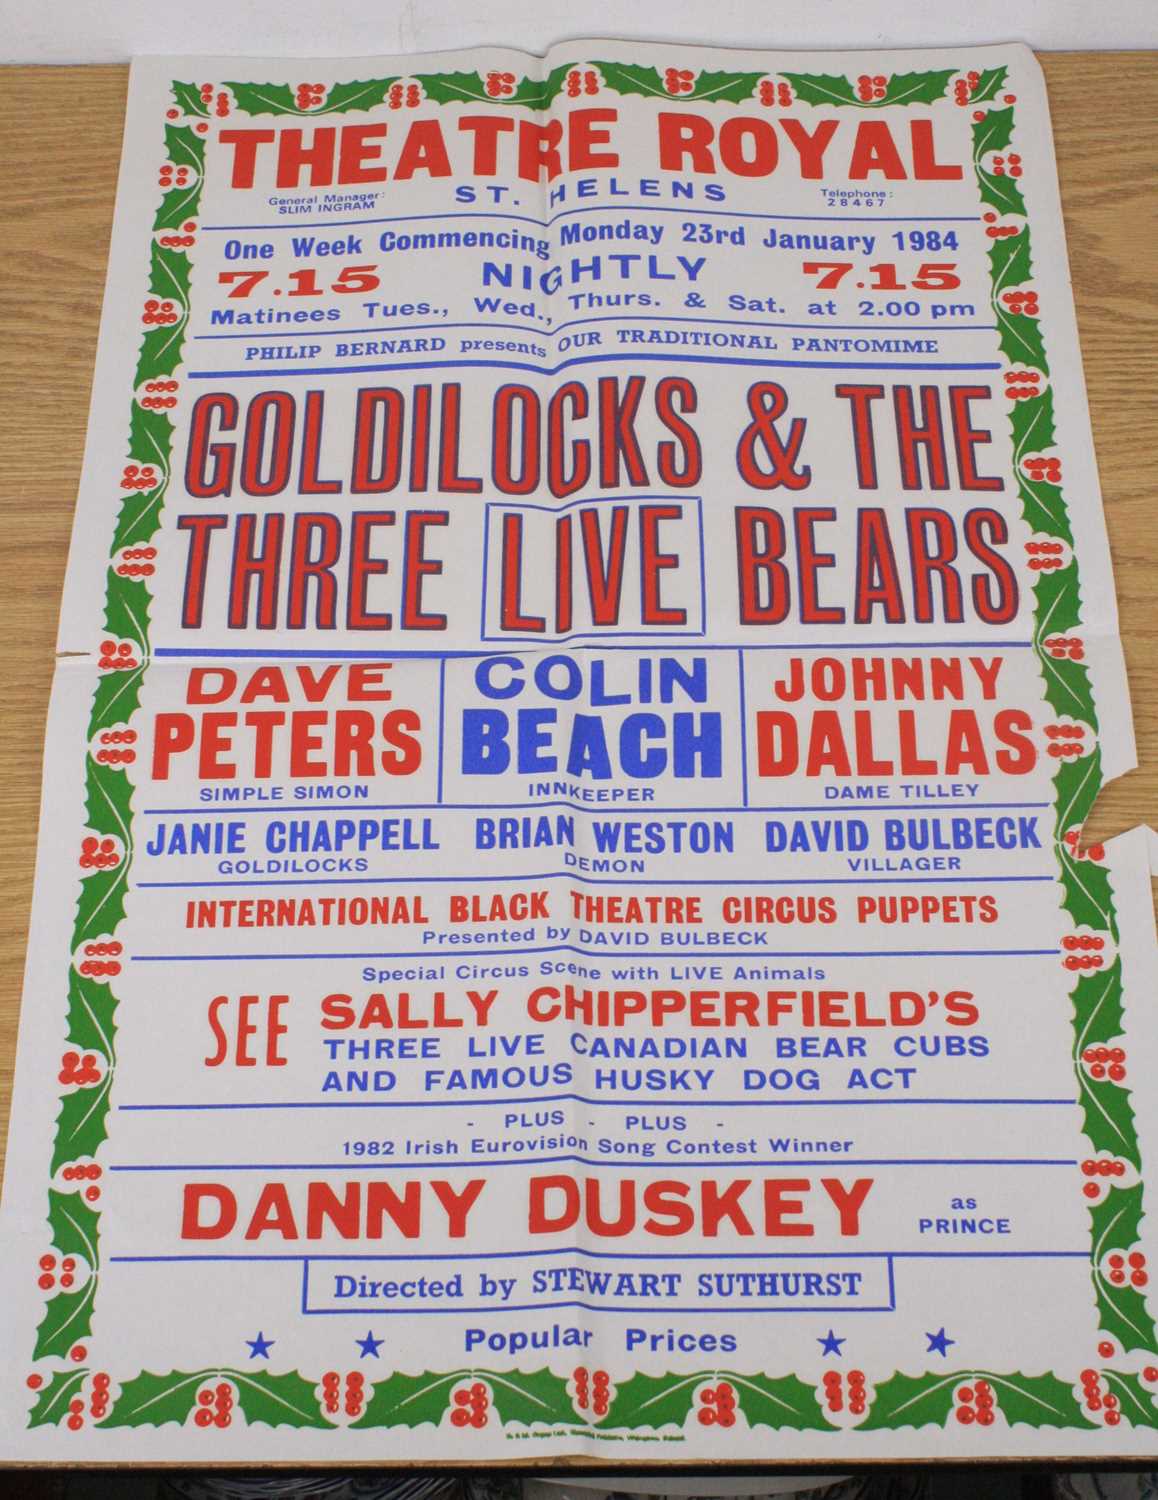 THEATRE ROYAL
General Manager:
SLIM INGRAM
ST. HELENS
Telephone:
28467
One Week Commencing Monday 23rd January 1984
7.15 NIGHTLY 7.15
Matinees Tues., Wed., Thurs. & Sat. at 2.00 pm
PHILIP BERNARD presents OUR TRADITIONAL PANTOMIME
GOLDILOCKS & THE
THREE LIVE BEARS
DAVE
PETERS
SIMPLE SIMON
COLIN
BEACH
INNKEEPER
JOHNNY
DALLAS
DAME TILLEY
JANIE CHAPPELL
GOLDILOCKS
BRIAN WESTON
DEMON
DAVID BULBECK
VILLAGER
INTERNATIONAL BLACK THEATRE CIRCUS PUPPETS
Presented by DAVID BULBECK
Special Circus Scene with LIVE Animals
SEE SALLY CHIPPERFIELD'S
THREE LIVE CANADIAN BEAR CUBS
AND FAMOUS HUSKY DOG ACT
- PLUS - PLUS -
1982 Irish Eurovision Song Contest Winner
DANNY DUSKEY as
PRINCE
Directed by STEWART SUTHURST
Popular Prices